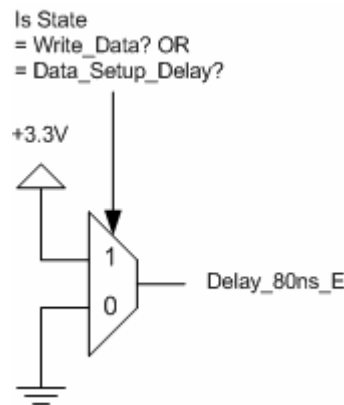 Is State
= Write_Data? OR
= Data_Setup_Delay?
+3.3V
1
0
Delay_80ns_E